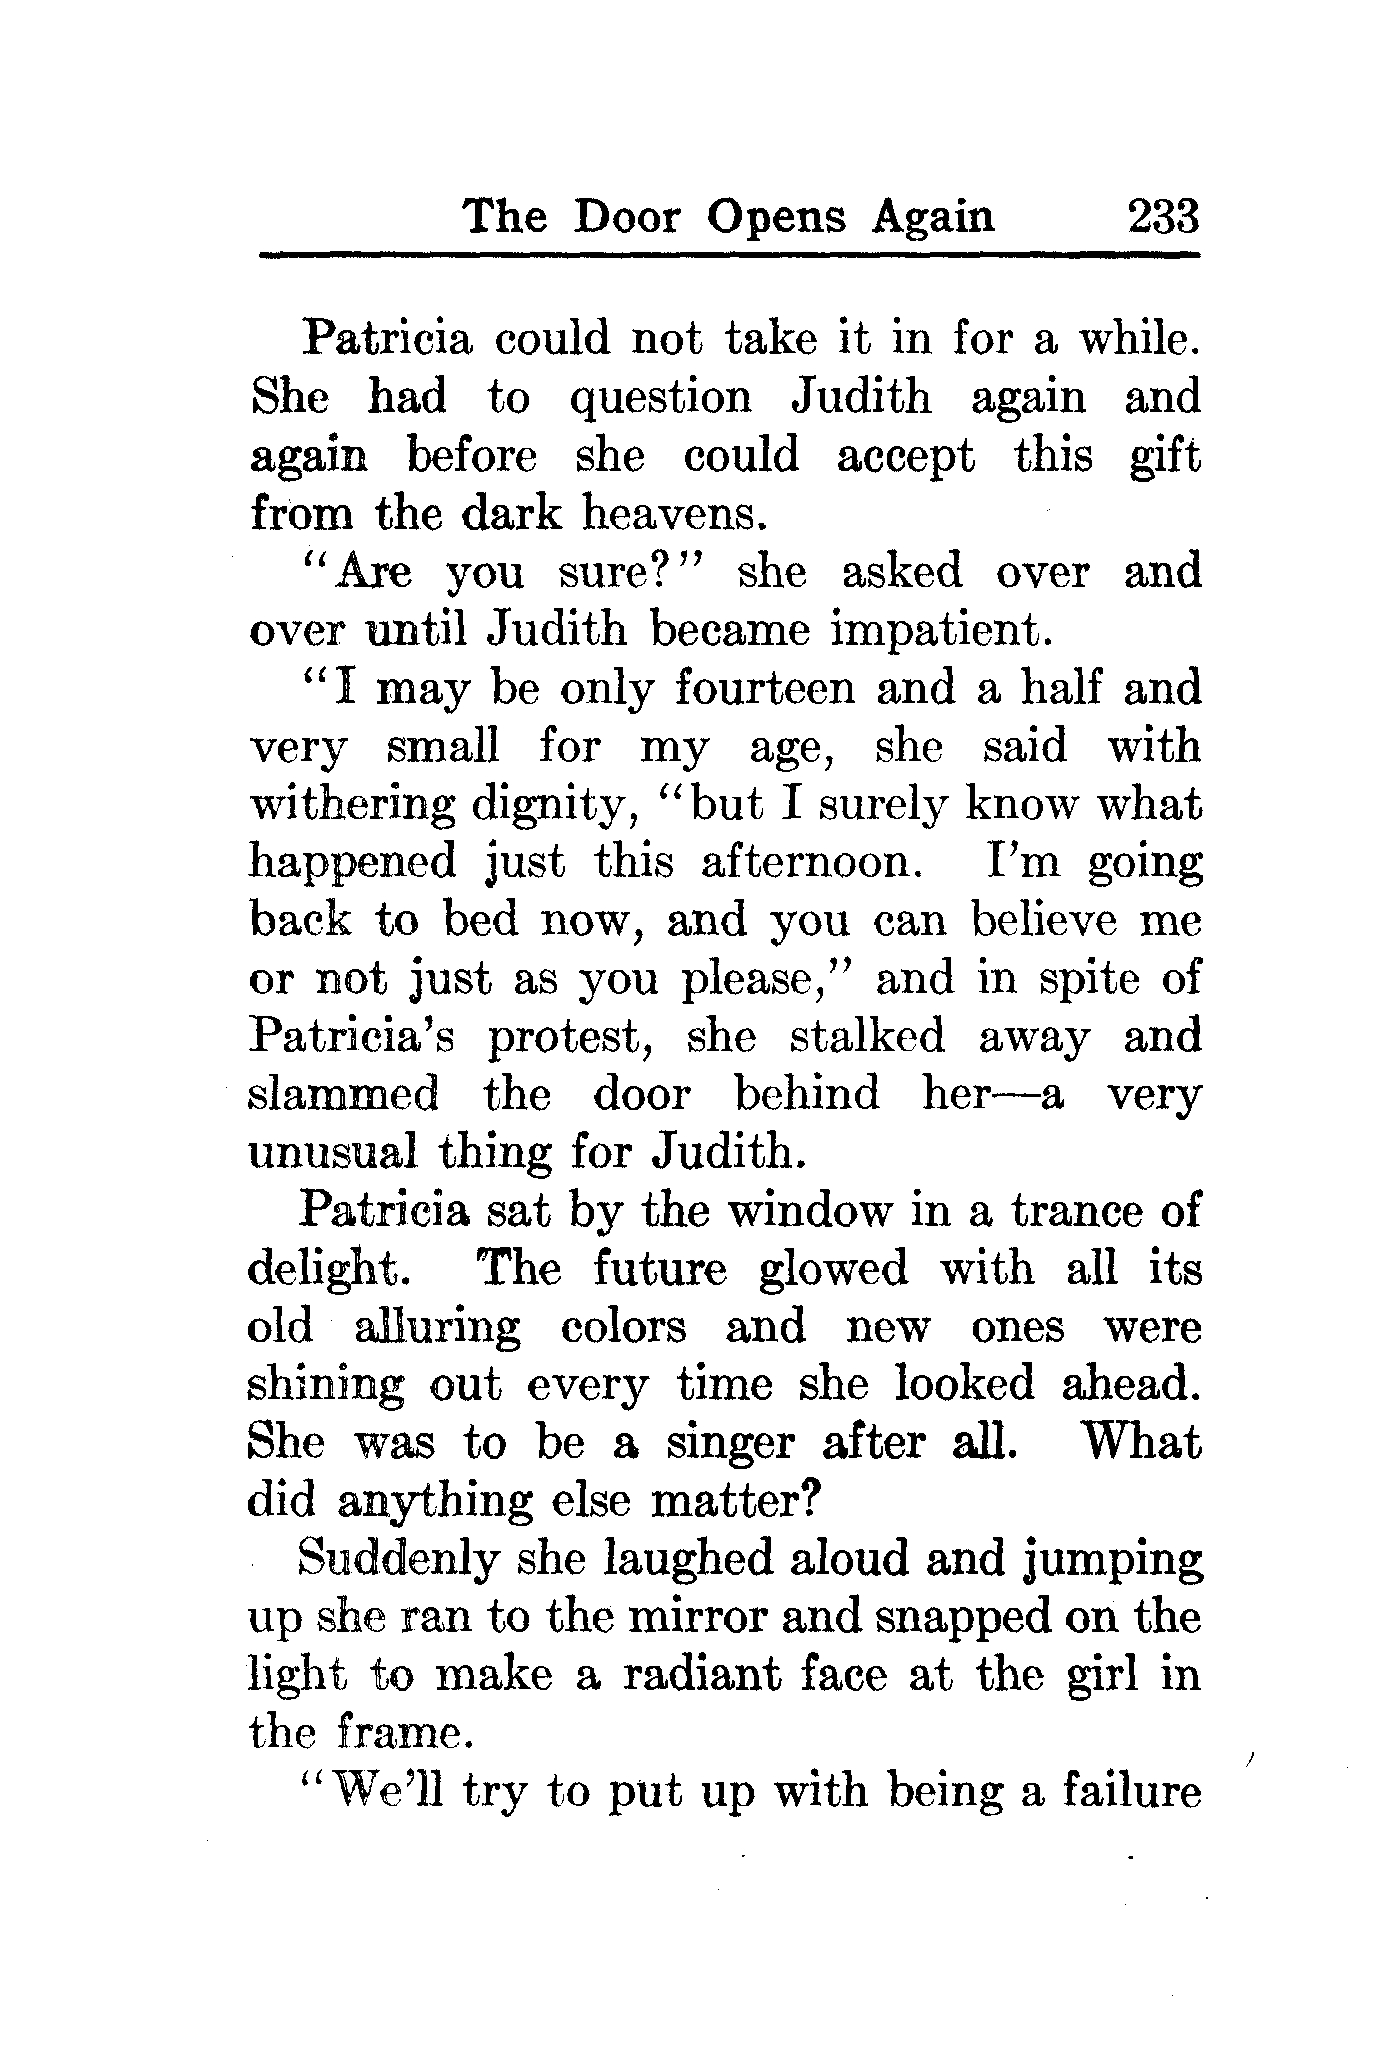 The Door Opens Again 233
Patricia could not take it in for a while.
She had to question Judith again and
again before she could accept this gift
from the dark heavens.
"Are you sure?" she asked over and
over until Judith became impatient.
"I may be only fourteen and a half and
very small for my age, she said with
withering dignity, "but I surely know what
happened just this afternoon. I'm going
back to bed now, and you can believe me
or not just as you please," and in spite of
Patricia's protest, she stalked away and
slammed the door behind her—a very
unusual thing for Judith.
Patricia sat by the window in a trance of
delight. The future glowed with all its
old alluring colors and new ones were
shining out every time she looked ahead.
She was to be a singer after all. What
did anything else matter?
Suddenly she laughed aloud and jumping
up she ran to the mirror and snapped on the
light to make a radiant face at the girl in
the frame.
"We'll try to put up with being a failure